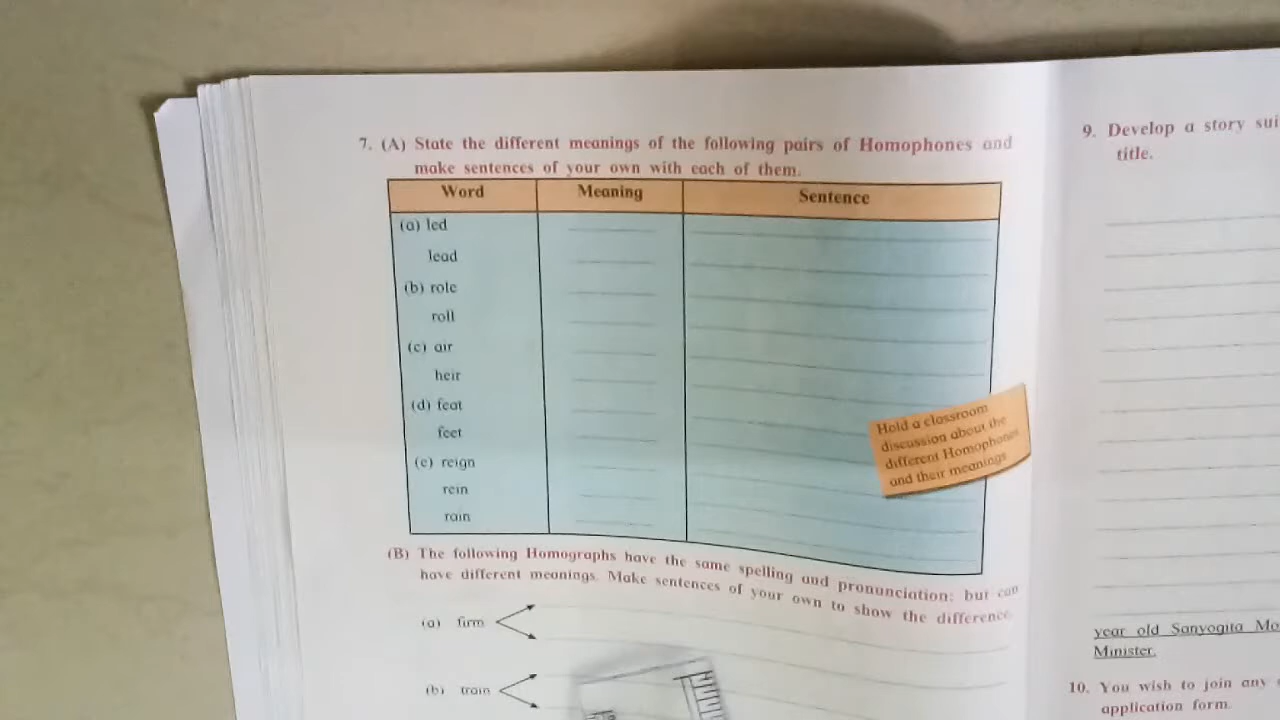 7. (A) State the different meanings of the following pairs of Homophones and
make sentences of your own with each of them.
Word Meaning Sentence
(a) led
lead
(b) role
roll
(c) air
heir
(d) feat
feet
(e) reign
rein
rain
Hold a classroom
discussion about the
different Homophones
and their meanings
(B) The following Homographs have the same spelling and pronunciation; but can
have different meanings. Make sentences of your own to show the difference.
(a) firm
(b) train
9. Develop a story
title.
year old Sanyogita
Minister.
10. You wish to join any
application form.